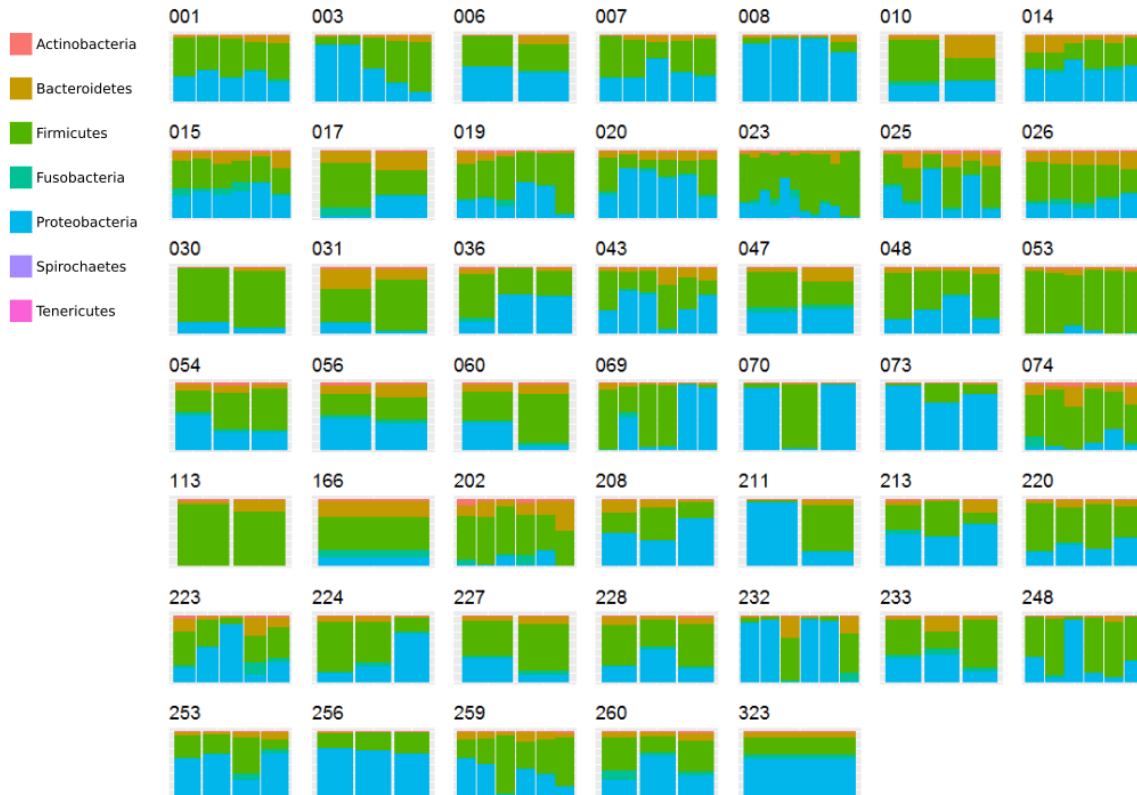 Actinobacteria
Bacteroidetes
Firmicutes
Fusobacteria
Proteobacteria
Spirochaetes
Tenericutes
001 003 006 007 008 010 014
015 017 019 020 023 025 026
030 031 036 043 047 048 053
054 056 060 069 070 073 074
113 166 202 208 211 213 220
223 224 227 228 232 233 248
253 256 259 260 323